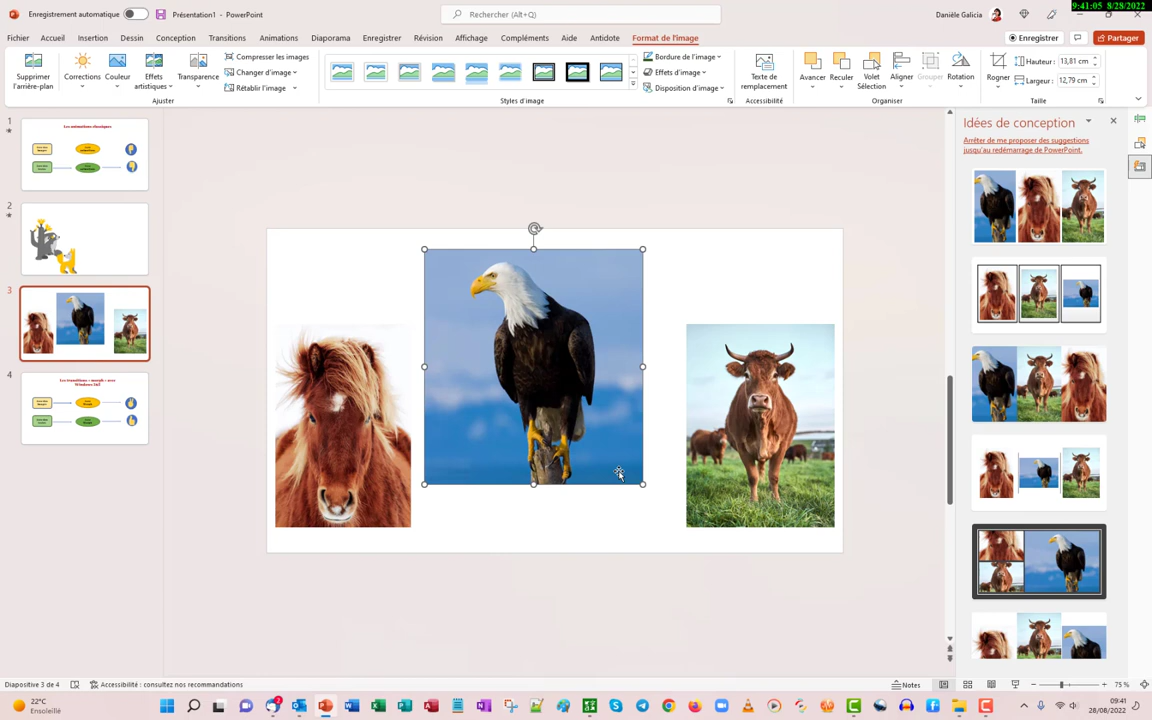 9:41:05 8/28/2022
Enregistrement automatique
Présentation1 - PowerPoint
Rechercher (Alt+Q)
Danièle Galicia
Fichier Accueil Insertion Dessin Conception Transitions Animations Diaporama Enregistrer Révision Affichage Compléments Aide Antidote Format de l'image
Enregistrer
Partager
Supprimer l'arrière-plan
Corrections
Couleur
Effets artistiques
Transparence
Compresser les images
Changer d'image
Rétablir l'image
Ajuster
Styles d'image
Bordure de l'image
Effets d'image
Disposition d'image
Texte de remplacement
Accessibilité
Avancer
Reculer
Volet Sélection
Aligner
Grouper
Rotation
Organiser
Rogner
Hauteur : 13,81 cm
Largeur : 12,79 cm
Taille
1
Les animations classiques
2
3
4
Les transitions « morph » avec
Windows 365
Idées de conception
Arrêter de me proposer des suggestions
jusqu'au redémarrage de PowerPoint.
Diapositive 3 de 4
Accessibilité : consultez nos recommandations
Notes
75 %
22°C
Ensoleillé
09:41
28/08/2022